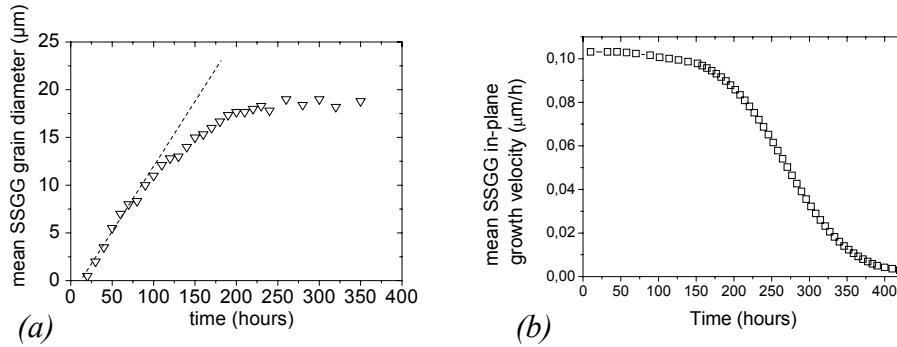 25
20
15
10
5
0
0 50 100 150 200 250 300 350 400
mean SSGG grain diameter (μm)
time (hours)
(a)
0,10
0,08
0,06
0,04
0,02
0,00
0 50 100 150 200 250 300 350 400
mean SSGG in-plane
growth velocity (μm/h)
Time (hours)
(b)